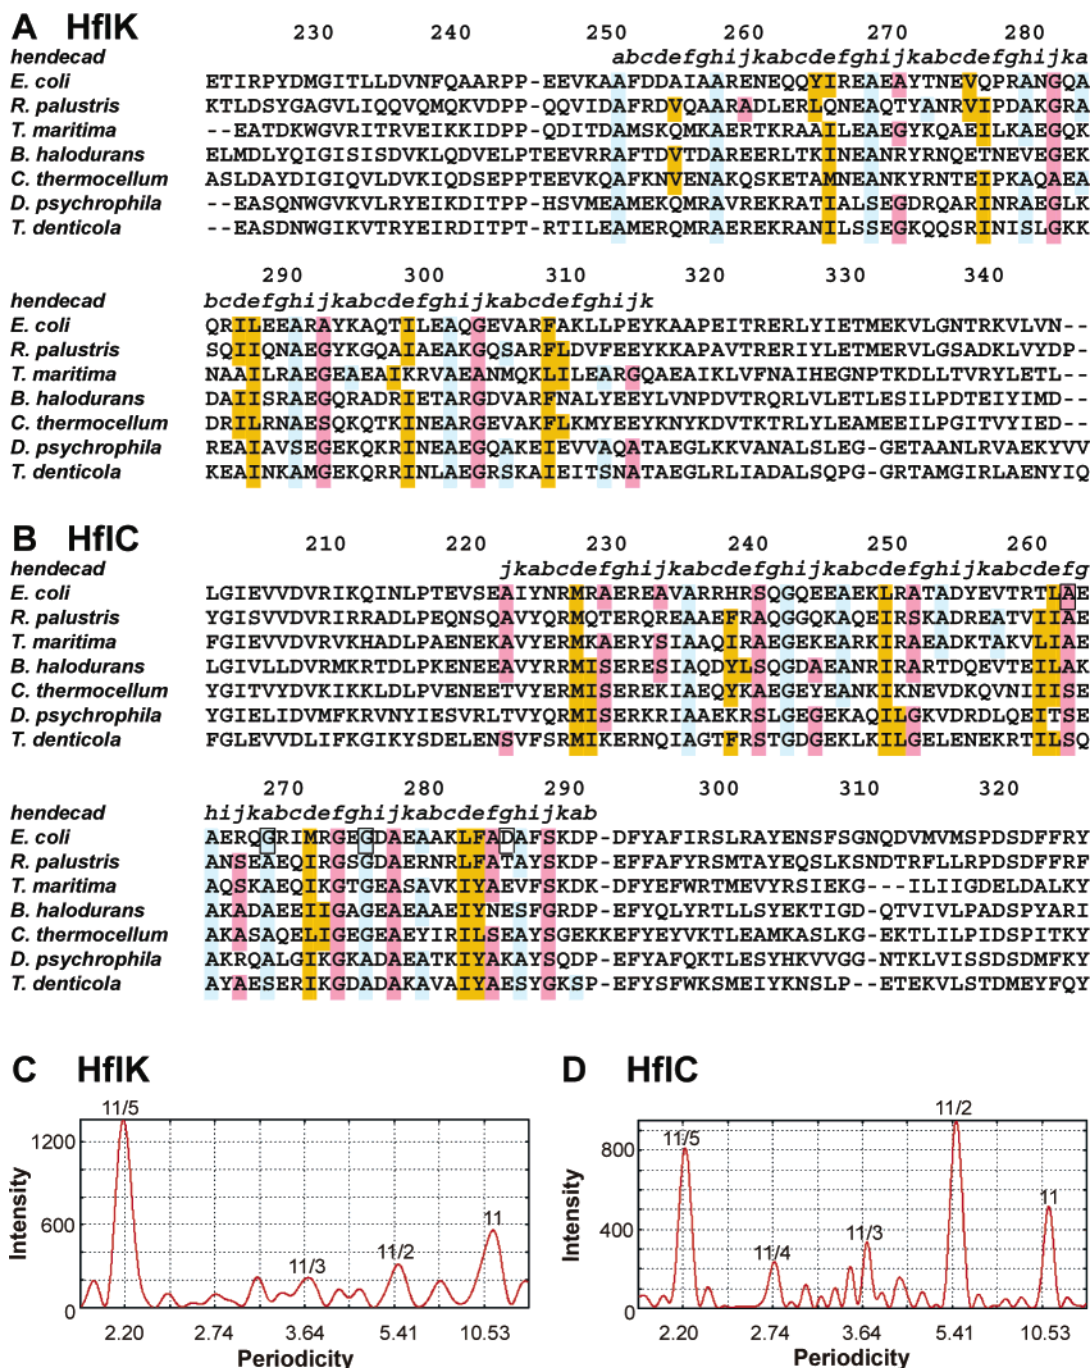 A HflK
230 240 250 260 270 280
hendecad abcdefghijkabcdefghijkabcdefghijka
E. coli ETIRPYDMGITLLDVNFQAARPP-EEVKAAFDDAIAARENEQQYIREAEAYTNEVQPRANGQA
R. palustris KTLDSYGAGVLIQQVQMQKVDPP-QQVIDAFRDVQAARADLERLQNEAQTYANRVIPDAKGRA
T. maritima --EATDKWGVRITRVEIKKIDPP-QDITDAMSKQMKAERTKRAAILEAEGYKQAEILKAEGQK
B. halodurans ELMDLYQIGISISDVKLQDVELPTEEVRRAFTDVTDAREERLTKINEANRYRNQETNEVEGEK
C. thermocellum ASLDAYDIGIQVISVKIQDSEPPTEEVKQAFKNVENAKQSKETAMNEANKYRNTEIPKAQAEA
D. psychrophila --EASQNWGVKVLRYEIKDITPP-HSVMEAMEKQMRAVREKRATIALSEGDRQARINRAEGLK
T. denticola --EASDNWGIKVTRYEIRDITPT-RTILEAMERQMRAEREKRANILSSEGKQQSRINISLGKK
290 300 310 320 330 340
hendecad bcdefghijkabcdefghijkabcdefghijk
E. coli QRILEEARAYKAQTILEAQGEVARFAKLLPEYKAAPEITRERLYIETMEKVLGNTRKVLVN--
R. palustris SQIIQNAEGYKGQAIAEAKGQSARFLDVFEEYKKAPAVTRERIYLETMERVLGSADKLVYDP-
T. maritima NAAILRAEGEAEAIKRVAEANMQKLILEARGQAEAIKLVFNAIHEGNPTKDLLTVRYLETL--
B. halodurans DAIISRAEGQRADRIETARGDVARFNALYEEYLVNPDVTRQRLVLETLESILPDTEIYIMD--
C. thermocellum DRILRNAESQKQTKINEARGEVAKFLKMYEEYKNYKDVTKTRLYLEAMEEILPGITVYIED--
D. psychrophila REAIAVSEGEKQRRINEAEGQAKEIEVVAQATAEGLKKVANALSLEGG-GETAANLRVAEKYVV
T. denticola KEAINKAMGEKQRRINLAEGRSKAIEITSNATAEGLRLIADALSQPG-GRTAMGIRLAENYIQ
B HflC
210 220 230 240 250 260
hendecad jkabcdefghijkabcdefghijkabcdefghijkabcdefg
E. coli LGIEVVDVRIKQINLPTEVSEAIYNRMRAEREAVARRHRSQGQEEAEKLRATADYEVTRTLAE
R. palustris YGISVVDVRIRRADLPEQNSQAVYRRMQTERQREAAEFRAQGGQKAQEIRSKADREATVIIAE
T. maritima FGIEVVDVRVKHADLPAENEKAVYERMKAERYSIAAQIRAEGEKEARKIRAEADKTAKVLIAE
B. halodurans LGIVLLDVRMKRTDLPKENEEAVYRRMISERESIAQDYLSQGDAEANRIRARTDQEVTEILAK
C. thermocellum YGITVYDVKIKKLDLPVENEETVYERMISEREKIAEQYKAEGEYEANKIKNEVDKQVNIIISE
D. psychrophila YGIELIDVMFKRVNYIESVRLTVYQRMISERKRIAAEKRSLGEGEKAQILGKVDRDLQEITSE
T. denticola FGLEVVDLIFKGIKYSDELENSVFSRMIKERNQIAGTFRSTGDGEKLKILGELENEKRTILSQ
270 280 290 300 310 320
hendecad hijkabcdefghijkabcdefghijkab
E. coli AERQGRIMRGEGDAEAAKLFADAFSKDP-DFYAFIRSLRAYENSFSGNQDVMVMSPDSDFFRY
R. palustris ANSEAEQIRGSGDAERNRLFATAYSKDP-EFFAFYRSMTAYEQSLKSNDTRFLLRPDSDFFRF
T. maritima AQSKAEQIKGTGEASAVKIYAEVFSKDK-DFYEFWRTMEVYRSIEKG---ILIIGDELDALKY
B. halodurans AKADAEEIIGAGEAEAAEIYNESFGRDP-EFYQLYRTLLSYEKTIGD-QTVIVLPADSPYARI
C. thermocellum AKASAQELIGEGEAEYIRILSEAYSGEKKEFYEYVKTLEAMKASLKG-EKTLILPIDSPITKY
D. psychrophila AKRQALGIKGKADAEATKIYAKAYSQDP-EFYAFAQKTLESYHKVVGG-NTKLVISSDSDMFKY
T. denticola AYAESERIKGDADAKAVAIYAESYGKSP-EFYSFWKSMEIYKNSLP--ETEKVLSTDMEYFQY
C HflK
D HflC
11/5
11/3
11/2
11
1200
600
0
Intensity
2.20 2.74 3.64 5.41 10.53
Periodicity
11/5
11/4
11/3
11/2
11
800
400
0
Intensity
2.20 2.74 3.64 5.41 10.53
Periodicity